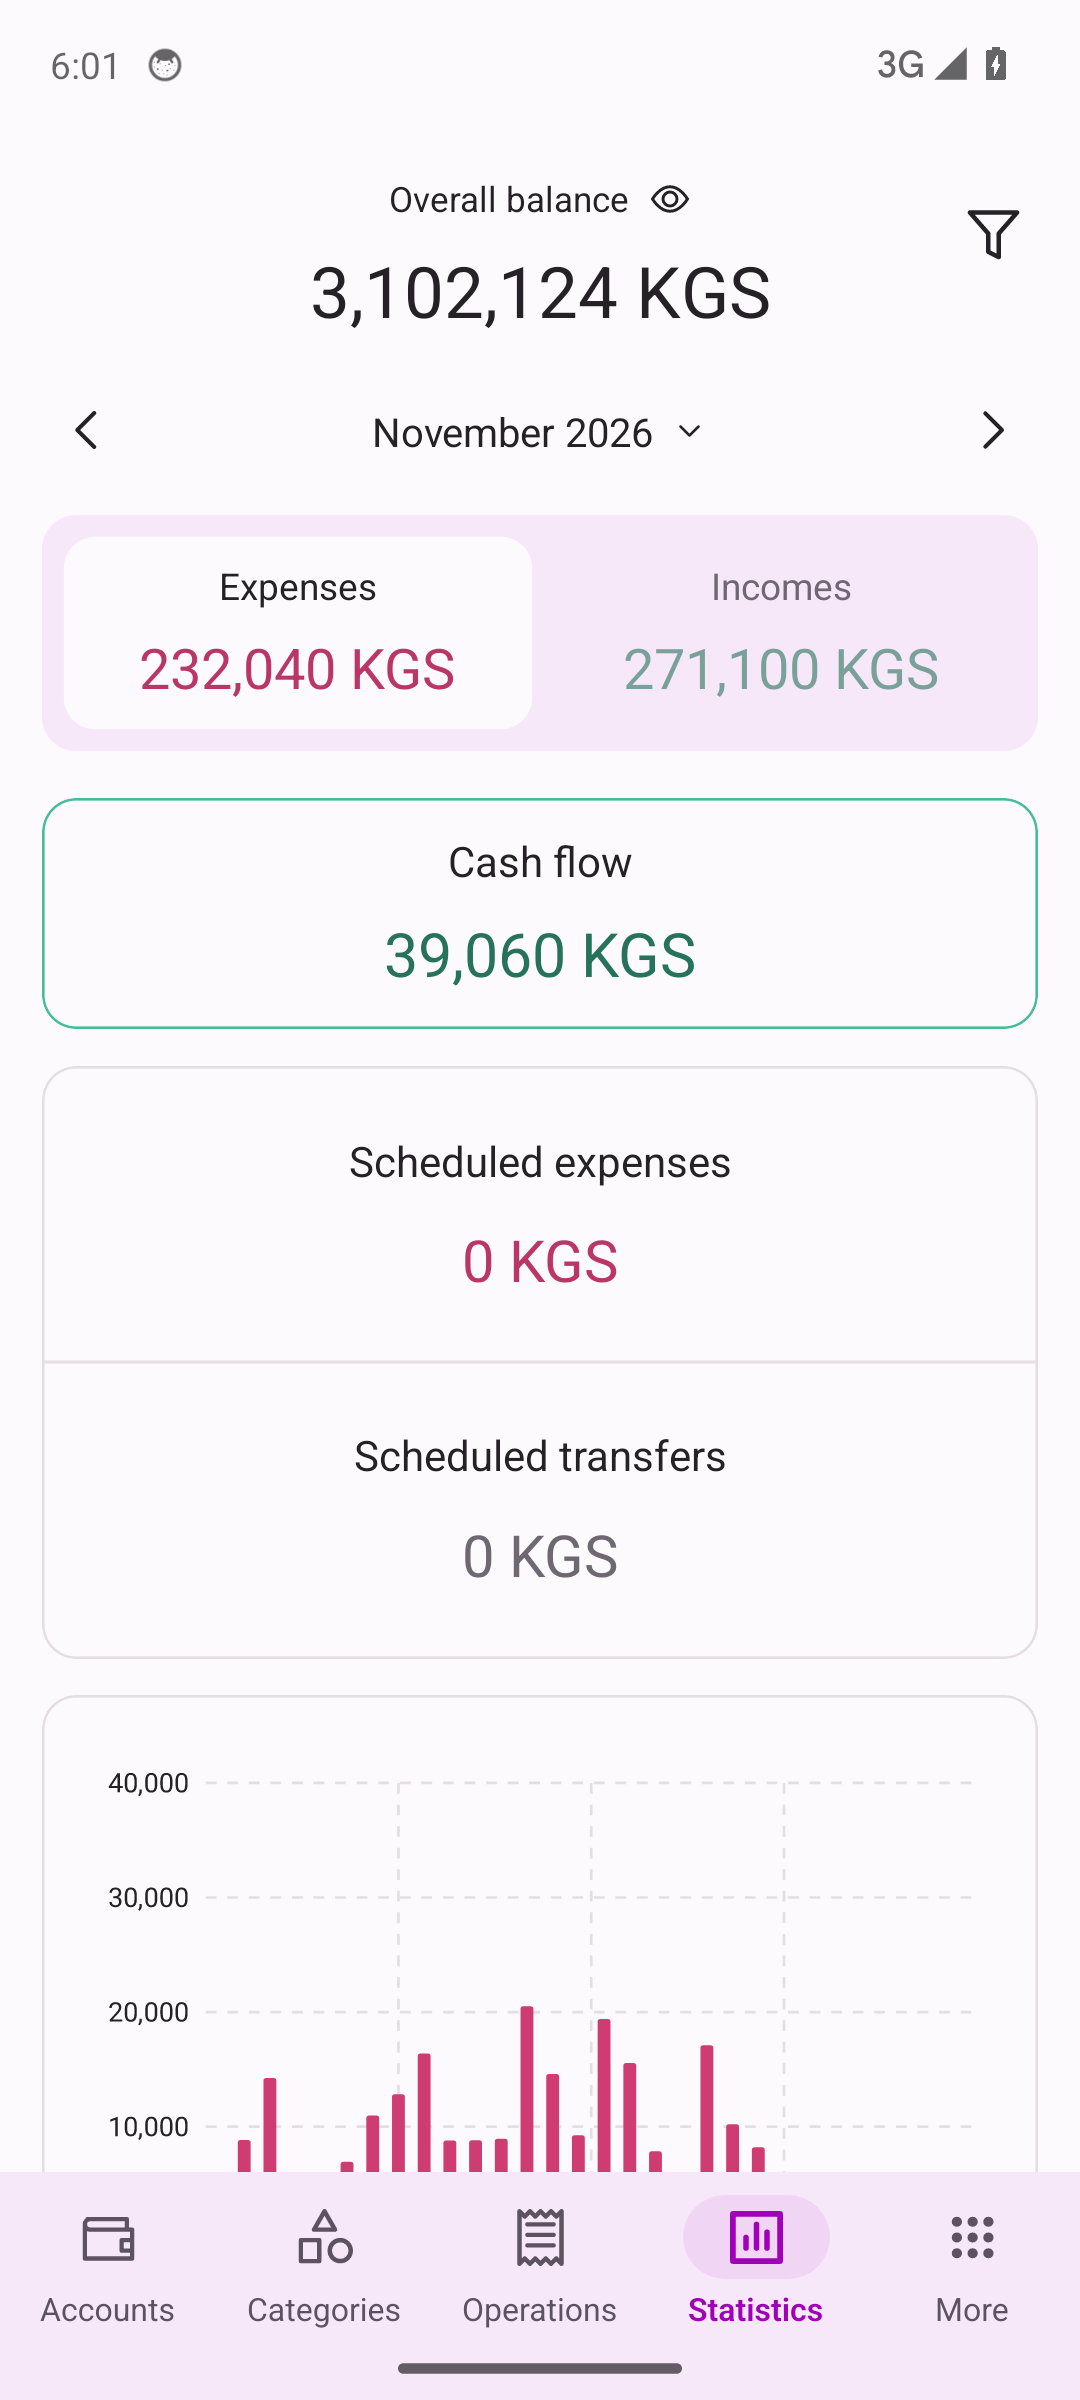 6:01
3G
Overall balance
3,102,124 KGS
November 2026
Expenses
232,040 KGS
Incomes
271,100 KGS
Cash flow
39,060 KGS
Scheduled expenses
0 KGS
Scheduled transfers
0 KGS
40,000
30,000
20,000
10,000
Accounts
Categories
Operations
Statistics
More